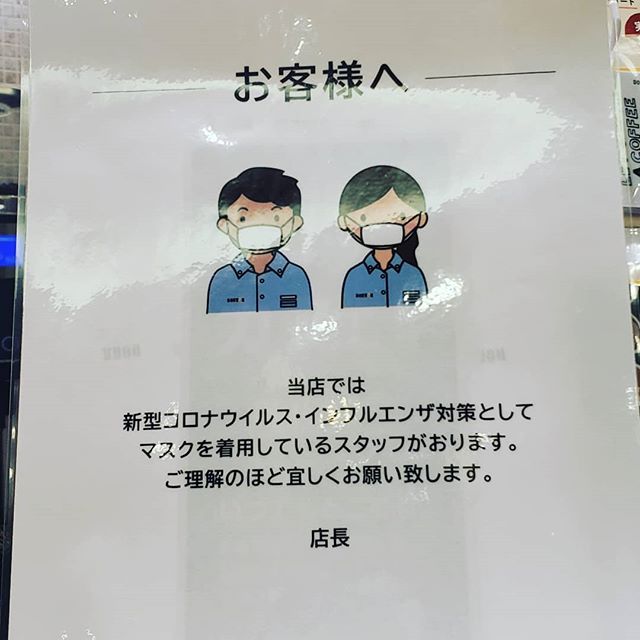 お客様へ
当店では
新型コロナウイルス・インフルエンザ対策として
マスクを着用しているスタッフがおります。
ご理解のほど宜しくお願い致します。
店長
COFFEE